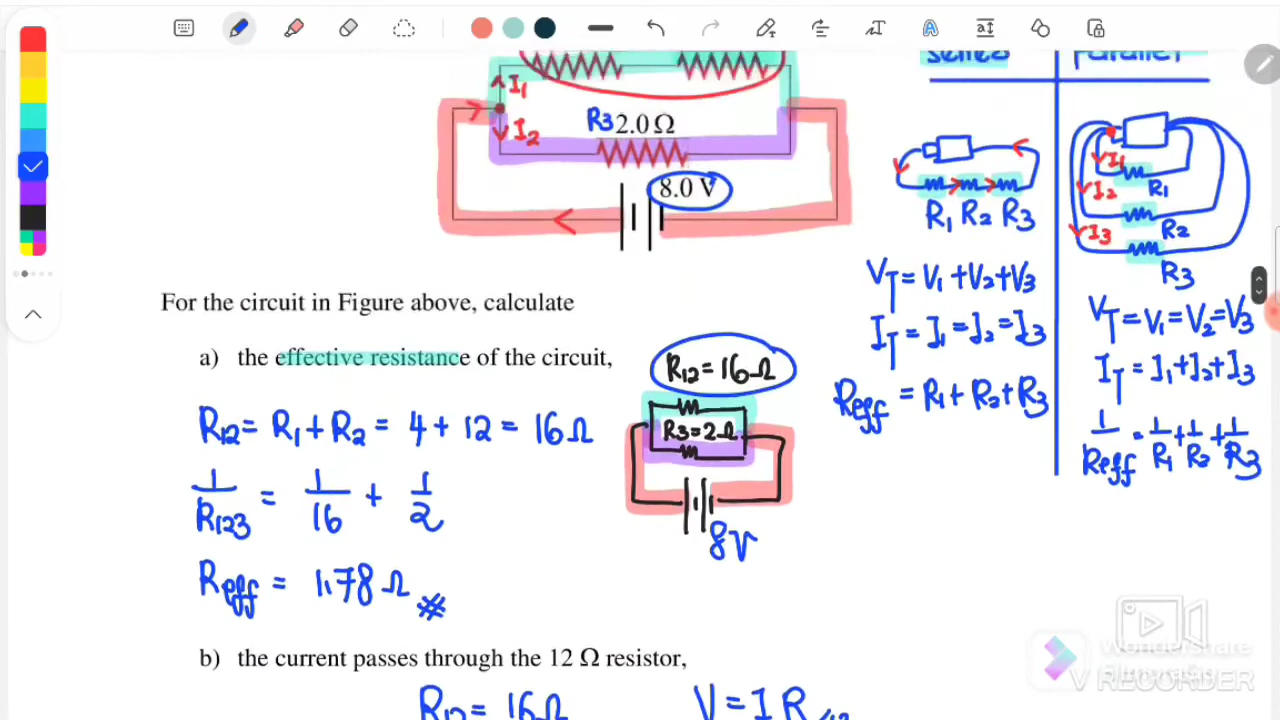 series parallel
I1
I2
R3 2.0 Ω
8.0 V
For the circuit in Figure above, calculate
a) the effective resistance of the circuit,
R12 = R1 + R2 = 4 + 12 = 16 Ω
1/R123 = 1/16 + 1/2
Reff = 1.78 Ω
R12 = 16 Ω
R3 = 2 Ω
8V
b) the current passes through the 12 Ω resistor,
R12 = 16 Ω V = I R12
R1 R2 R3
VT = V1 + V2 + V3
IT = I1 = I2 = I3
Reff = R1 + R2 + R3
I1
R1
I2
R2
I3
R3
VT = V1 = V2 = V3
IT = I1 + I2 + I3
1/Reff = 1/R1 + 1/R2 + 1/R3
Wondershare
Filmora
V RECORDER